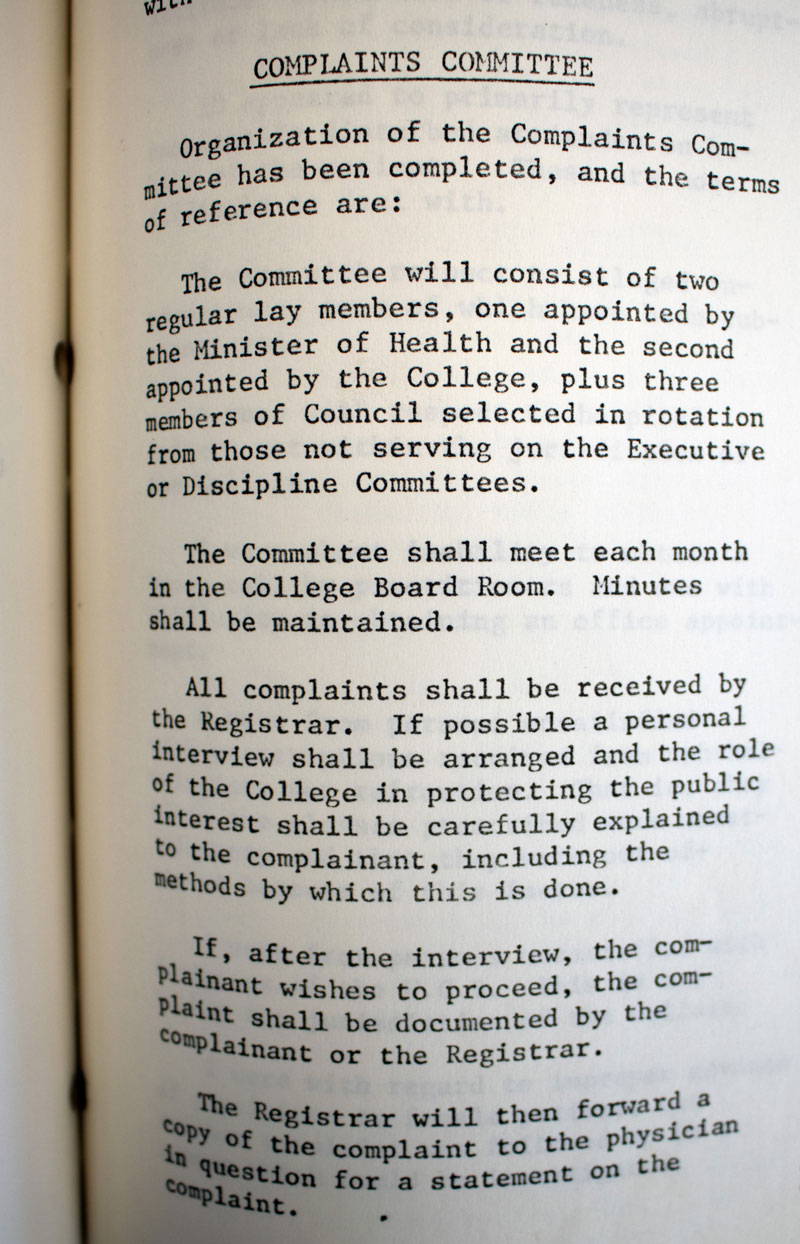 with
COMPLAINTS COMMITTEE
Organization of the Complaints Com-
mittee has been completed, and the terms
of reference are:
The Committee will consist of two
regular lay members, one appointed by
the Minister of Health and the second
appointed by the College, plus three
members of Council selected in rotation
from those not serving on the Executive
or Discipline Committees.
The Committee shall meet each month
in the College Board Room. Minutes
shall be maintained.
All complaints shall be received by
the Registrar. If possible a personal
interview shall be arranged and the role
of the College in protecting the public
interest shall be carefully explained
to the complainant, including the
methods by which this is done.
If, after the interview, the com-
plainant wishes to proceed, the com-
plaint shall be documented by the
complainant or the Registrar.
The Registrar will then forward a
copy of the complaint to the physician
in question for a statement on the
complaint.